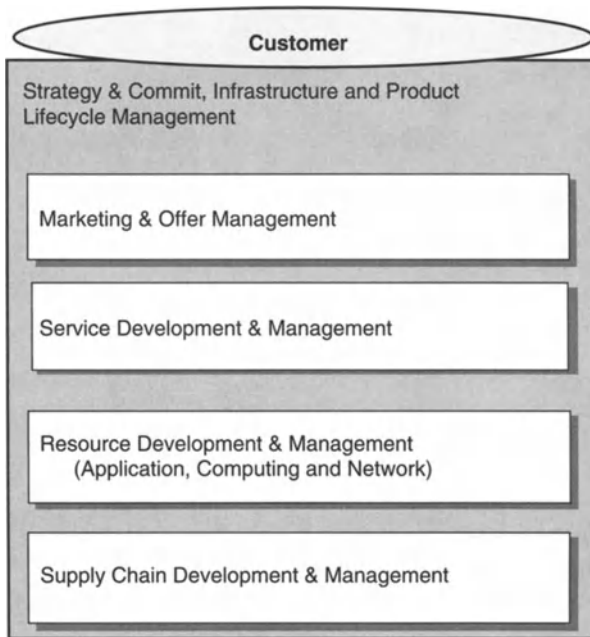 Customer
Strategy & Commit, Infrastructure and Product
Lifecycle Management
Marketing & Offer Management
Service Development & Management
Resource Development & Management
(Application, Computing and Network)
Supply Chain Development & Management